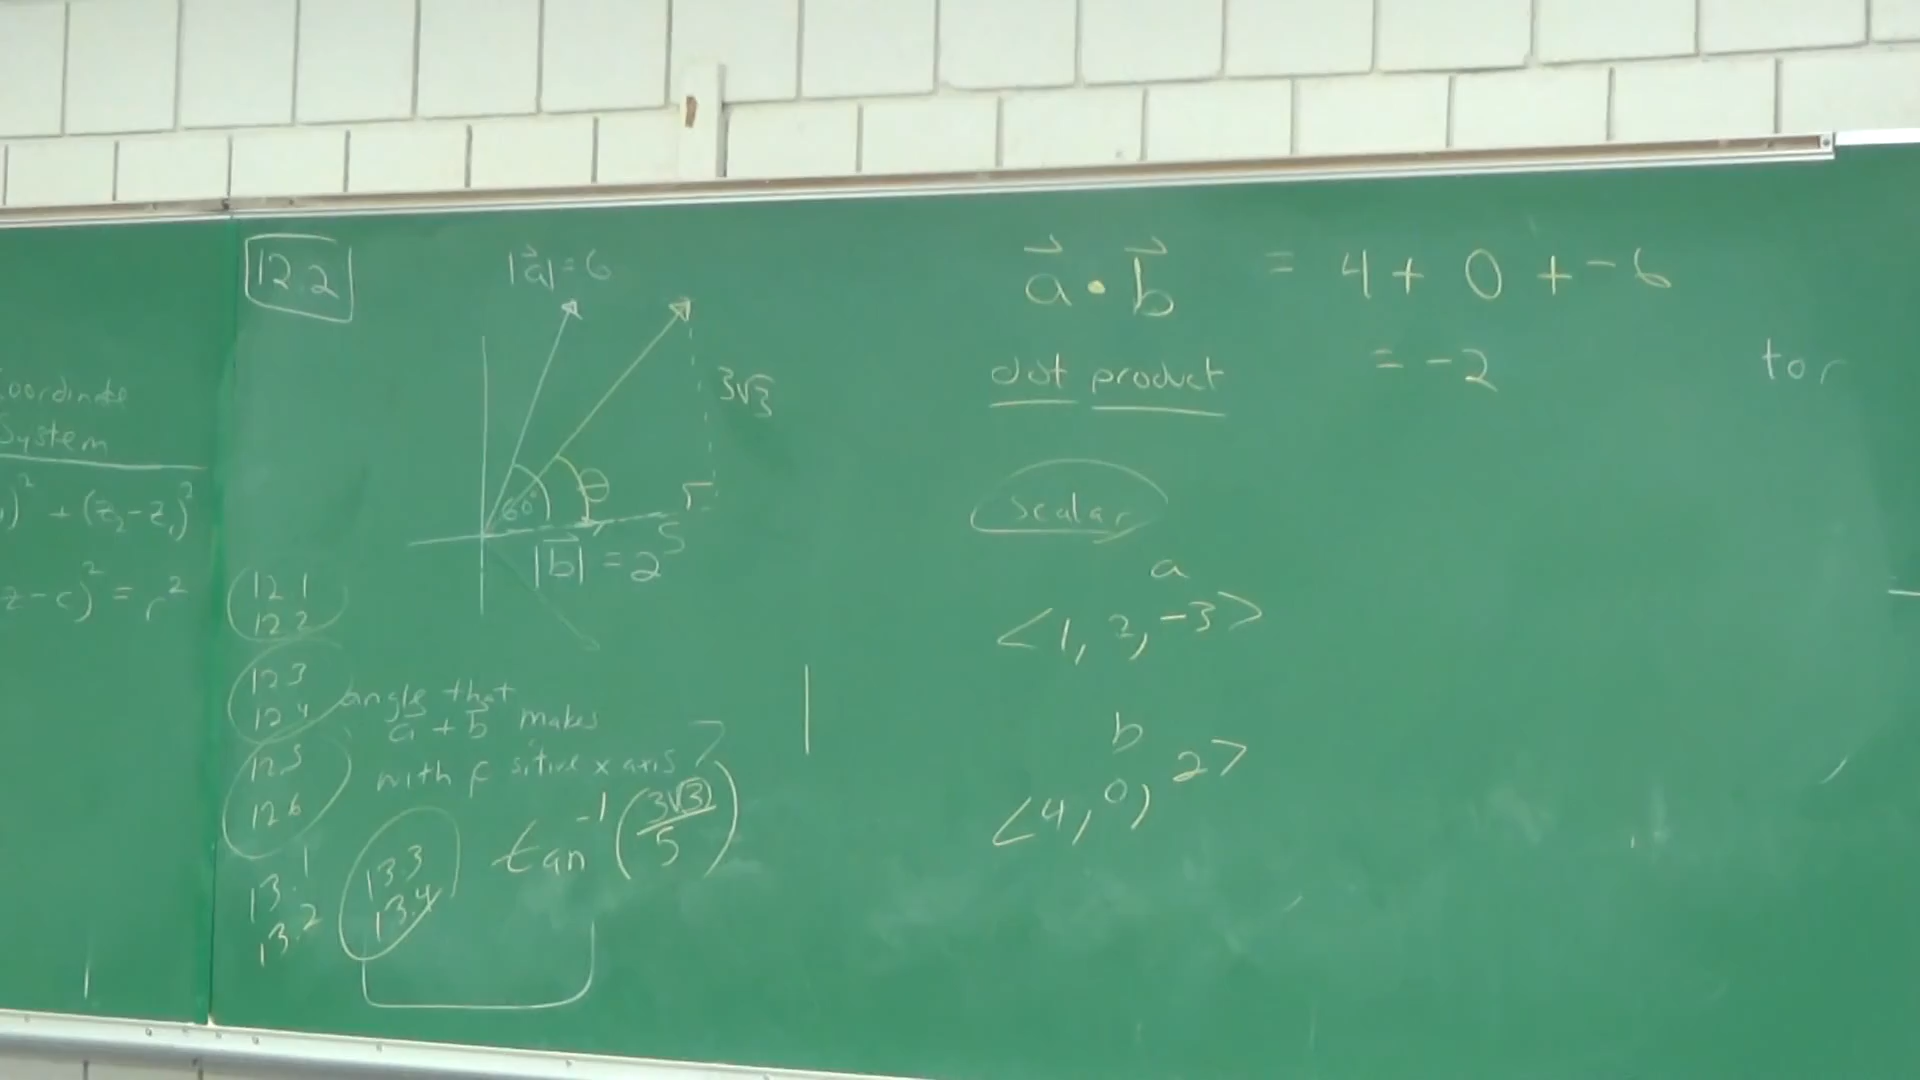 Coordinate
System
)² + (z₂-z₁)²
z-c)² = r²
12.2
|a⃗|=6
3√3
θ
60°
5
|b⃗| = 2
12.1
12.2
12.3
12.4
12.5
12.6
13.1
13.2
13.3
13.4
angle that
a⃗ + b⃗ makes
with p sitive x axis?
tan⁻¹(3√3/5)
a⃗ • b⃗ = 4 + 0 + -6
= -2
dot product
tor
scalar
a
<1, 2, -3>
b
<4, 0, 2>